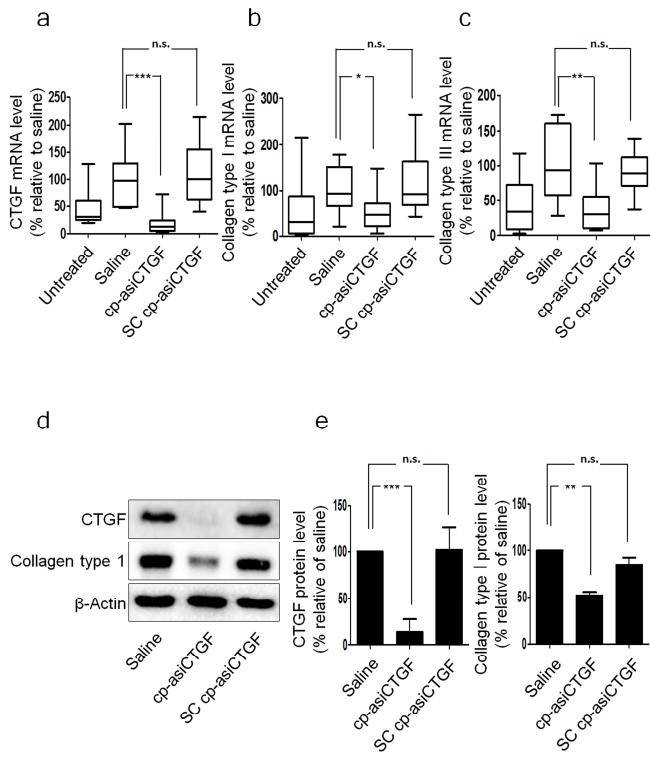 a
CTGF mRNA level
(% relative to saline)
250
200
150
100
50
0
n.s.
***
Untreated
Saline
cp-asiCTGF
SC cp-asiCTGF
b
Collagen type I mRNA level
(% relative to saline)
300
200
100
0
n.s.
*
Untreated
Saline
cp-asiCTGF
SC cp-asiCTGF
c
Collagen type III mRNA level
(% relative to saline)
200
150
100
50
0
n.s.
**
Untreated
Saline
cp-asiCTGF
SC cp-asiCTGF
d
CTGF
Collagen type 1
β-Actin
Saline
cp-asiCTGF
SC cp-asiCTGF
e
CTGF protein level
(% relative of saline)
150
100
50
0
n.s.
***
Saline
cp-asiCTGF
SC cp-asiCTGF
Collagen type I protein level
(% relative of saline)
150
100
50
0
n.s.
**
Saline
cp-asiCTGF
SC cp-asiCTGF